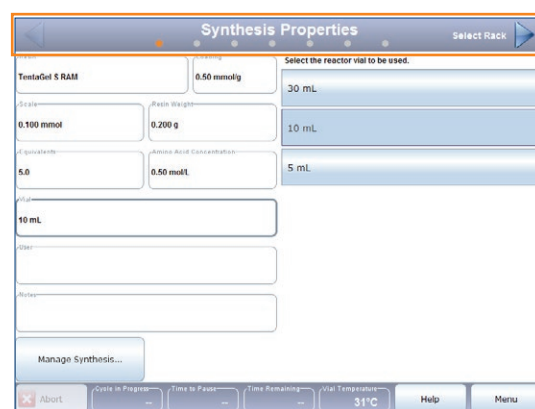 Synthesis Properties
Select Rack
Resin
TentaGel S RAM
Loading
0.50 mmol/g
Select the reactor vial to be used.
30 mL
Scale
0.100 mmol
Resin Weight
0.200 g
10 mL
Equivalents
5.0
Amino Acid Concentration
0.50 mol/L
5 mL
Vial
10 mL
User
Notes
Manage Synthesis...
Abort
Cycle in Progress
--
Time to Pause
--
Time Remaining
--
Vial Temperature
31°C
Help
Menu